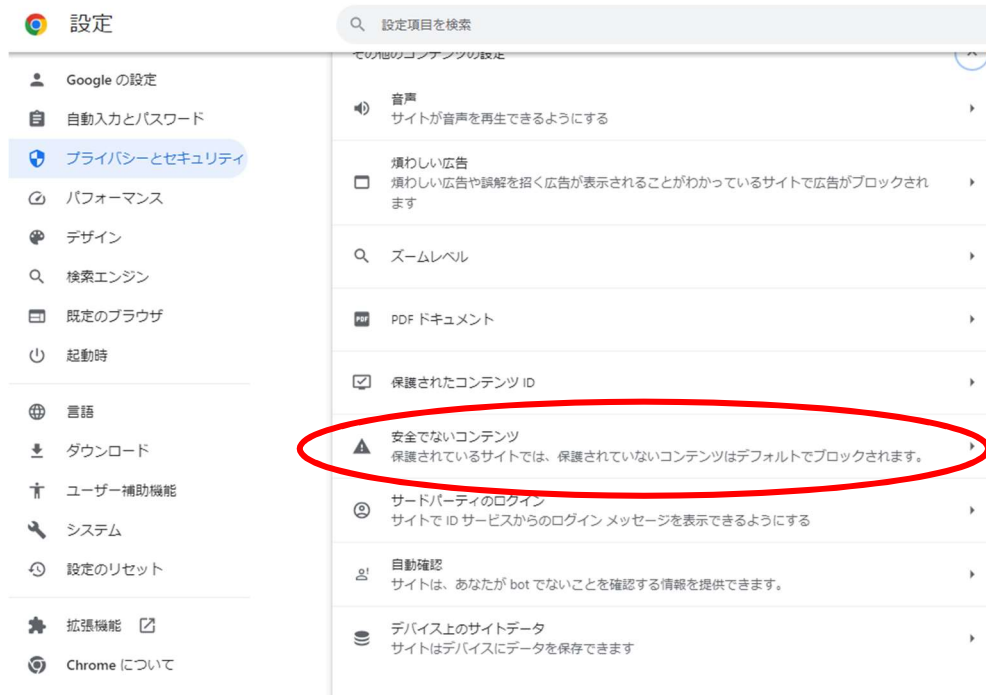 設定
設定項目を検索
Google の設定
自動入力とパスワード
プライバシーとセキュリティ
パフォーマンス
デザイン
検索エンジン
既定のブラウザ
起動時
言語
ダウンロード
ユーザー補助機能
システム
設定のリセット
拡張機能
Chrome について
その他のコンテンツの設定
音声
サイトが音声を再生できるようにする
煩わしい広告
煩わしい広告や誤解を招く広告が表示されることがわかっているサイトで広告がブロックされ
ます
ズームレベル
PDF
PDF ドキュメント
保護されたコンテンツ ID
安全でないコンテンツ
保護されているサイトでは、保護されていないコンテンツはデフォルトでブロックされます。
サードパーティのログイン
サイトで ID サービスからのログイン メッセージを表示できるようにする
自動確認
サイトは、あなたが bot でないことを確認する情報を提供できます。
デバイス上のサイトデータ
サイトはデバイスにデータを保存できます